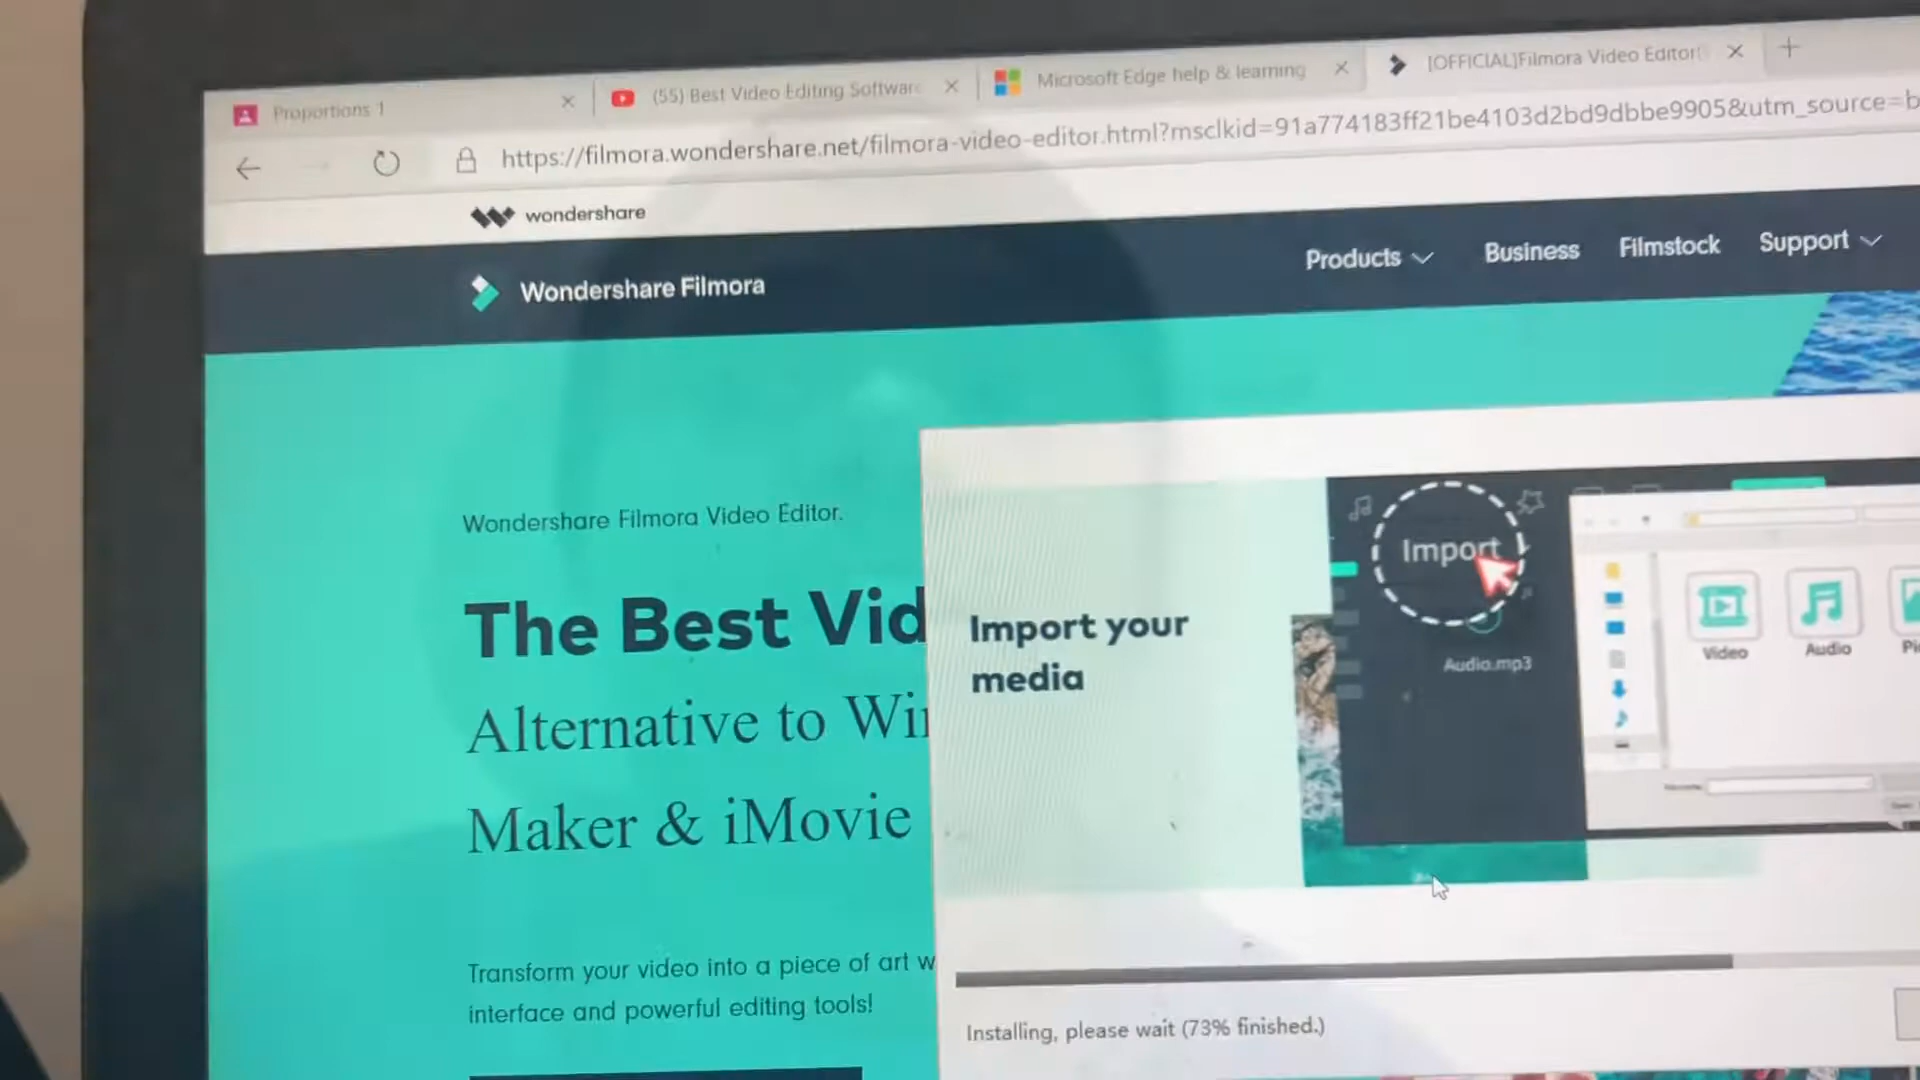 Proportions 1
(55) Best Video Editing Software
Microsoft Edge help & learning
[OFFICIAL]Filmora Video Editor
https://filmora.wondershare.net/filmora-video-editor.html?msclkid=91a774183ff21be4103d2bd9dbbe9905&utm_source=b
wondershare
Wondershare Filmora
Products
Business
Filmstock
Support
Wondershare Filmora Video Editor.
The Best Vid
Alternative to Wi
Maker & iMovie
Transform your video into a piece of art w
interface and powerful editing tools!
Import your
media
Import
Audio.mp3
Video
Audio
Installing, please wait (73% finished.)